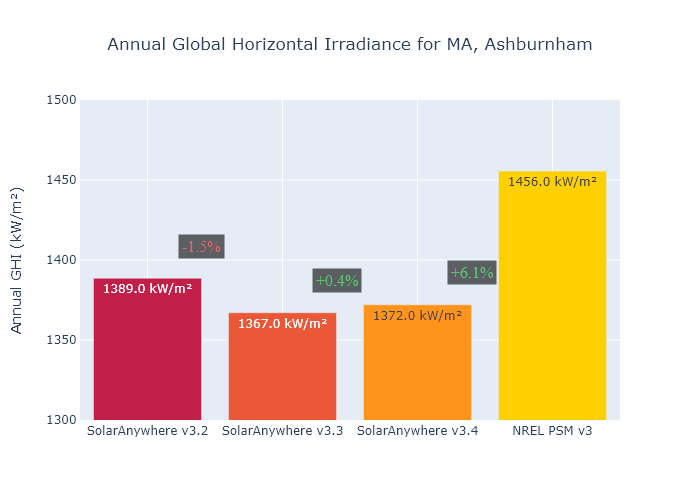 Annual Global Horizontal Irradiance for MA, Ashburnham
Annual GHI (kW/m²)
1500
1450
1400
1350
1300
1389.0 kW/m²
1367.0 kW/m²
1372.0 kW/m²
1456.0 kW/m²
-1.5%
+0.4%
+6.1%
SolarAnywhere v3.2
SolarAnywhere v3.3
SolarAnywhere v3.4
NREL PSM v3